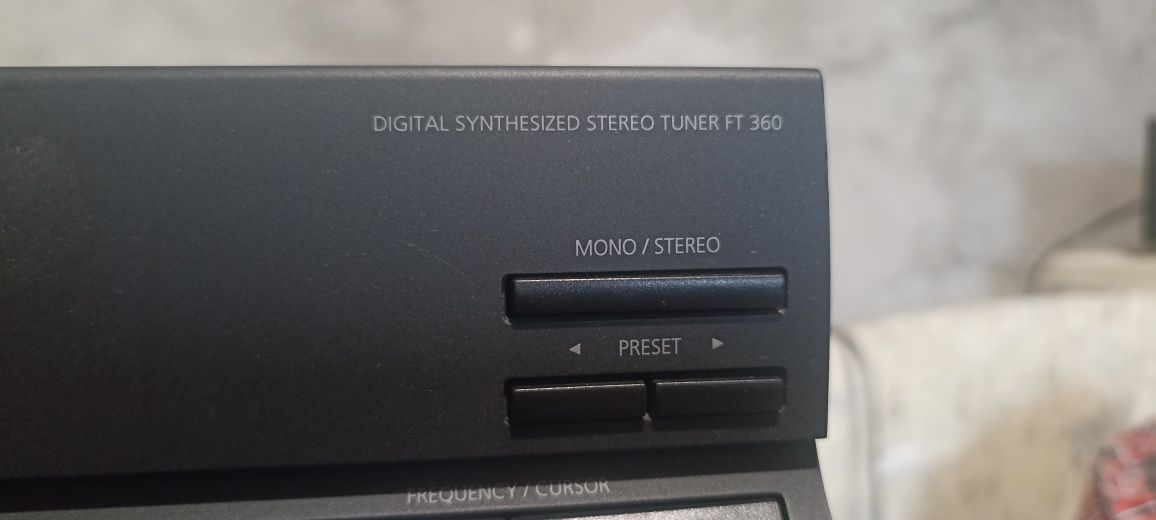 DIGITAL SYNTHESIZED STEREO TUNER FT 360
MONO / STEREO
◄ PRESET ►
FREQUENCY / CURSOR